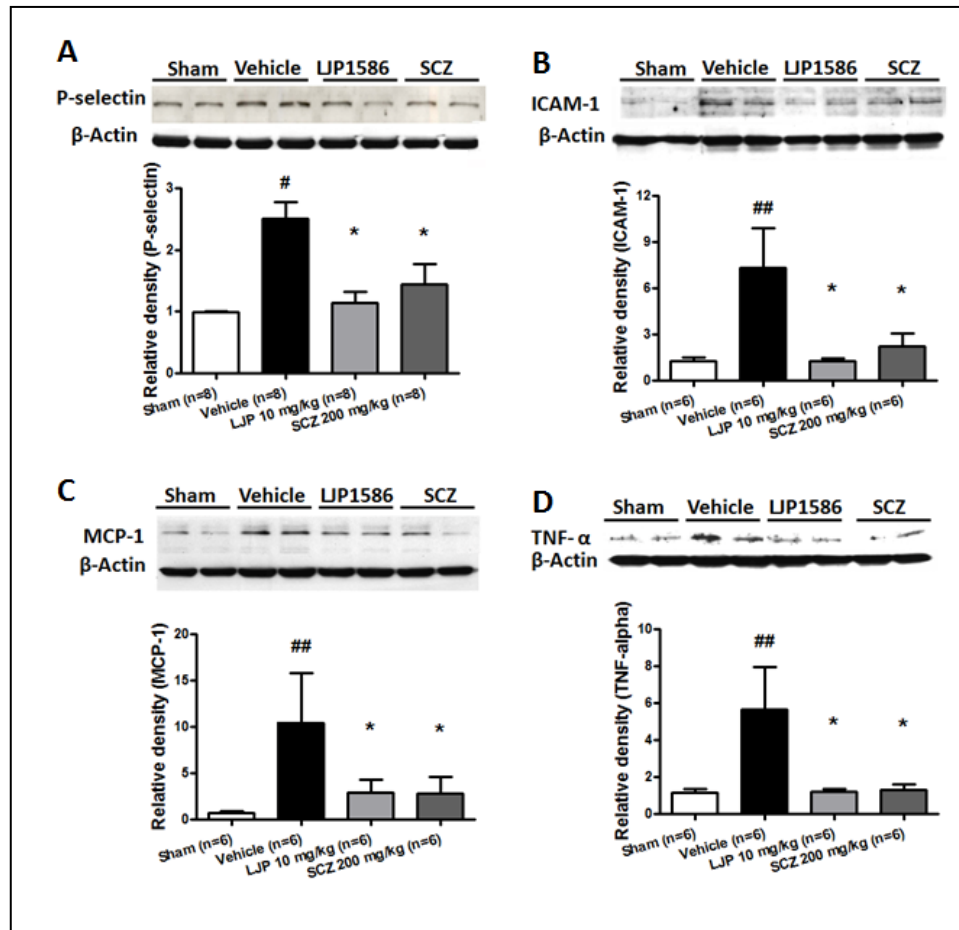 A
Sham Vehicle LJP1586 SCZ
P-selectin
β-Actin
Relative density (P-selectin)
3
2
1
0
#
*
*
Sham (n=8)
Vehicle (n=8)
LJP 10 mg/kg (n=8)
SCZ 200 mg/kg (n=8)
B
Sham Vehicle LJP1586 SCZ
ICAM-1
β-Actin
Relative density (ICAM-1)
12
9
6
3
0
##
*
*
Sham (n=6)
Vehicle (n=6)
LJP 10 mg/kg (n=6)
SCZ 200 mg/kg (n=6)
C
Sham Vehicle LJP1586 SCZ
MCP-1
β-Actin
Relative density (MCP-1)
20
15
10
5
0
##
*
*
Sham (n=6)
Vehicle (n=6)
LJP 10 mg/kg (n=6)
SCZ 200 mg/kg (n=6)
D
Sham Vehicle LJP1586 SCZ
TNF- α
β-Actin
Relative density (TNF-alpha)
10
8
6
4
2
0
##
*
*
Sham (n=6)
Vehicle (n=6)
LJP 10 mg/kg (n=6)
SCZ 200 mg/kg (n=6)